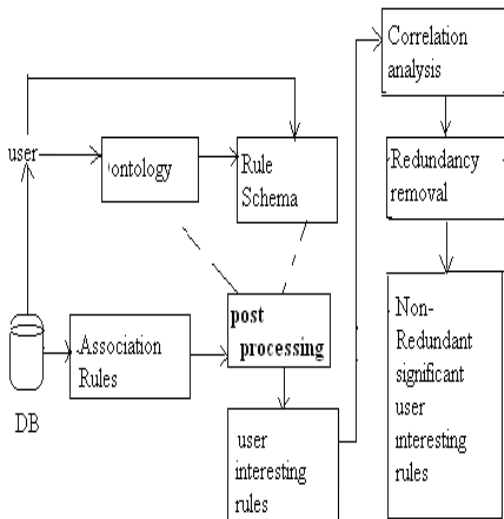 Correlation
analysis
user
ontology
Rule
Schema
Redundancy
removal
post
processing
Association
Rules
DB
user
interesting
rules
Non-
Redundant
significant
user
interesting
rules